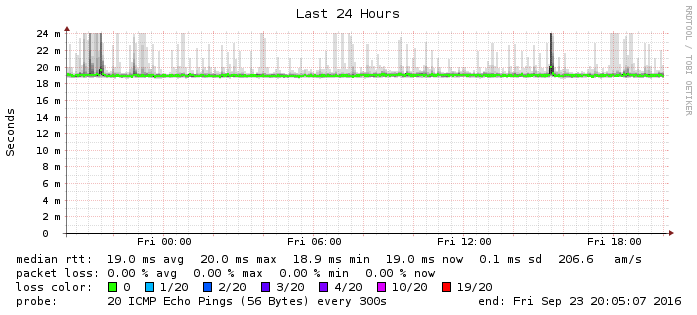 Last 24 Hours
RRDTOOL / TOBI OETIKER
Seconds
24 m
22 m
20 m
18 m
16 m
14 m
12 m
10 m
8 m
6 m
4 m
2 m
0
Fri 00:00 Fri 06:00 Fri 12:00 Fri 18:00
median rtt: 19.0 ms avg 20.0 ms max 18.9 ms min 19.0 ms now 0.1 ms sd 206.6 am/s
packet loss: 0.00 % avg 0.00 % max 0.00 % min 0.00 % now
loss color: 0 1/20 2/20 3/20 4/20 10/20 19/20
probe: 20 ICMP Echo Pings (56 Bytes) every 300s end: Fri Sep 23 20:05:07 2016